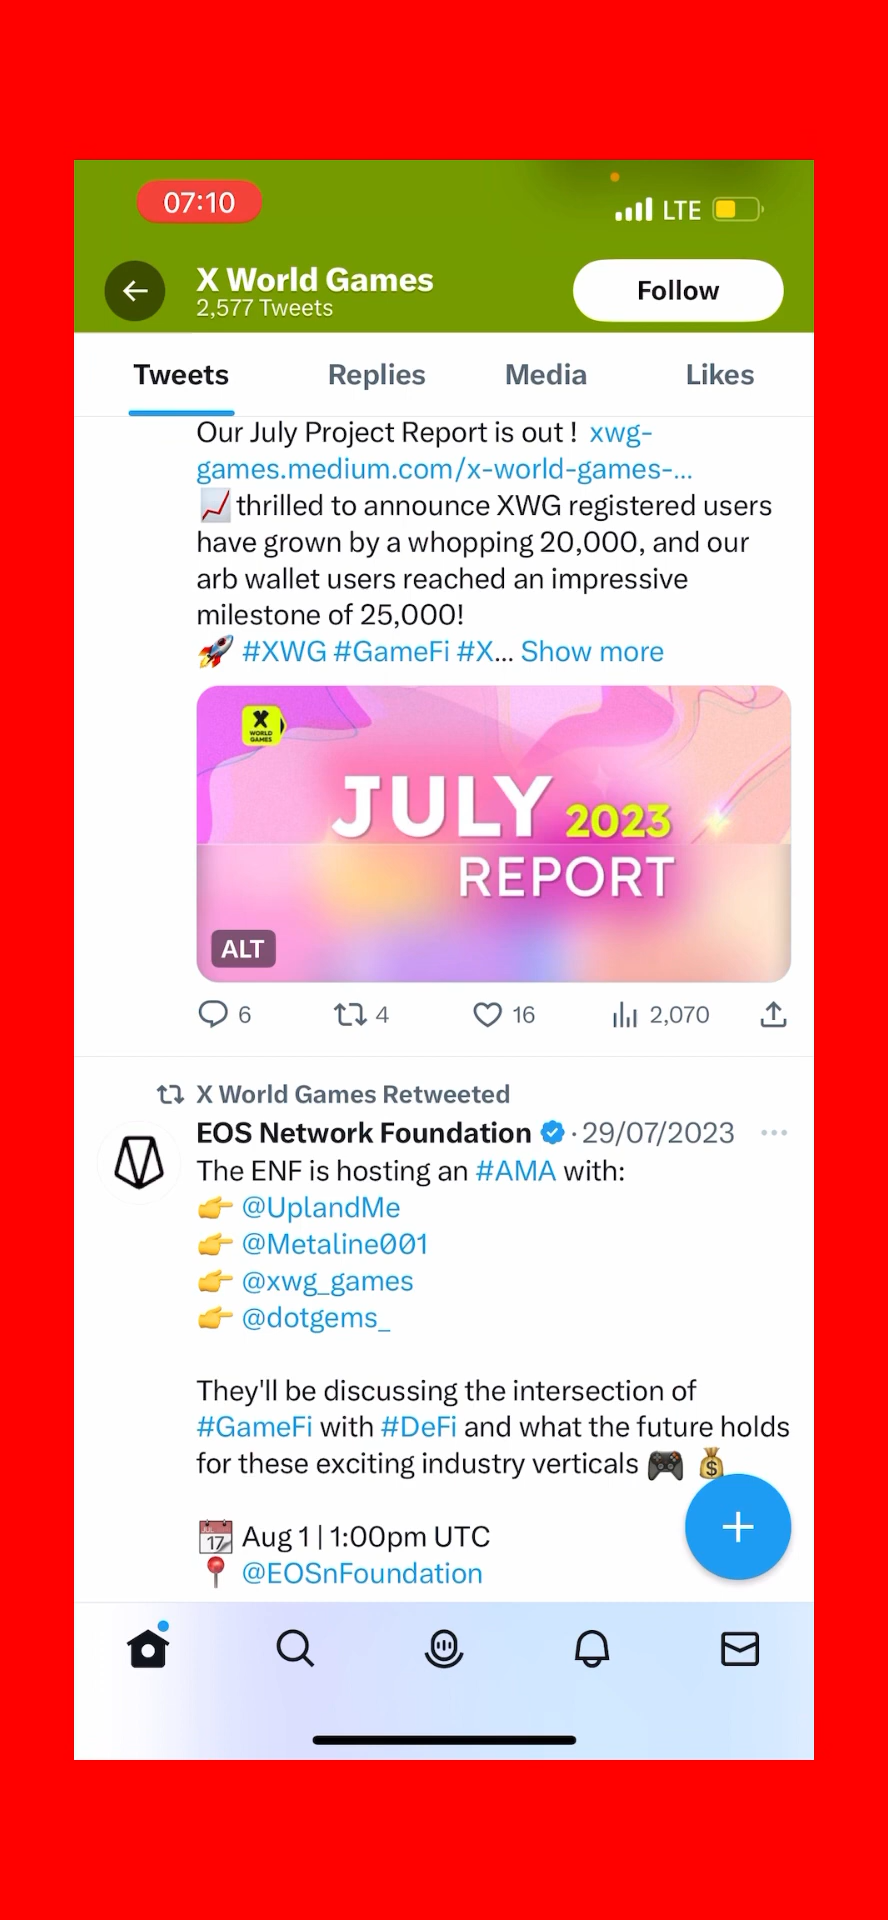 07:10
LTE
X World Games
2,577 Tweets
Follow
Tweets
Replies
Media
Likes
Our July Project Report is out ! xwg-
games.medium.com/x-world-games-...
📈 thrilled to announce XWG registered users
have grown by a whopping 20,000, and our
arb wallet users reached an impressive
milestone of 25,000!
🚀 #XWG #GameFi #X... Show more
X
WORLD
GAMES
JULY 2023
REPORT
ALT
6
4
16
2,070
X World Games Retweeted
EOS Network Foundation · 29/07/2023
The ENF is hosting an #AMA with:
👉 @UplandMe
👉 @Metaline001
👉 @xwg_games
👉 @dotgems_
They'll be discussing the intersection of
#GameFi with #DeFi and what the future holds
for these exciting industry verticals 🎮 💰
📅 Aug 1 | 1:00pm UTC
📍 @EOSnFoundation